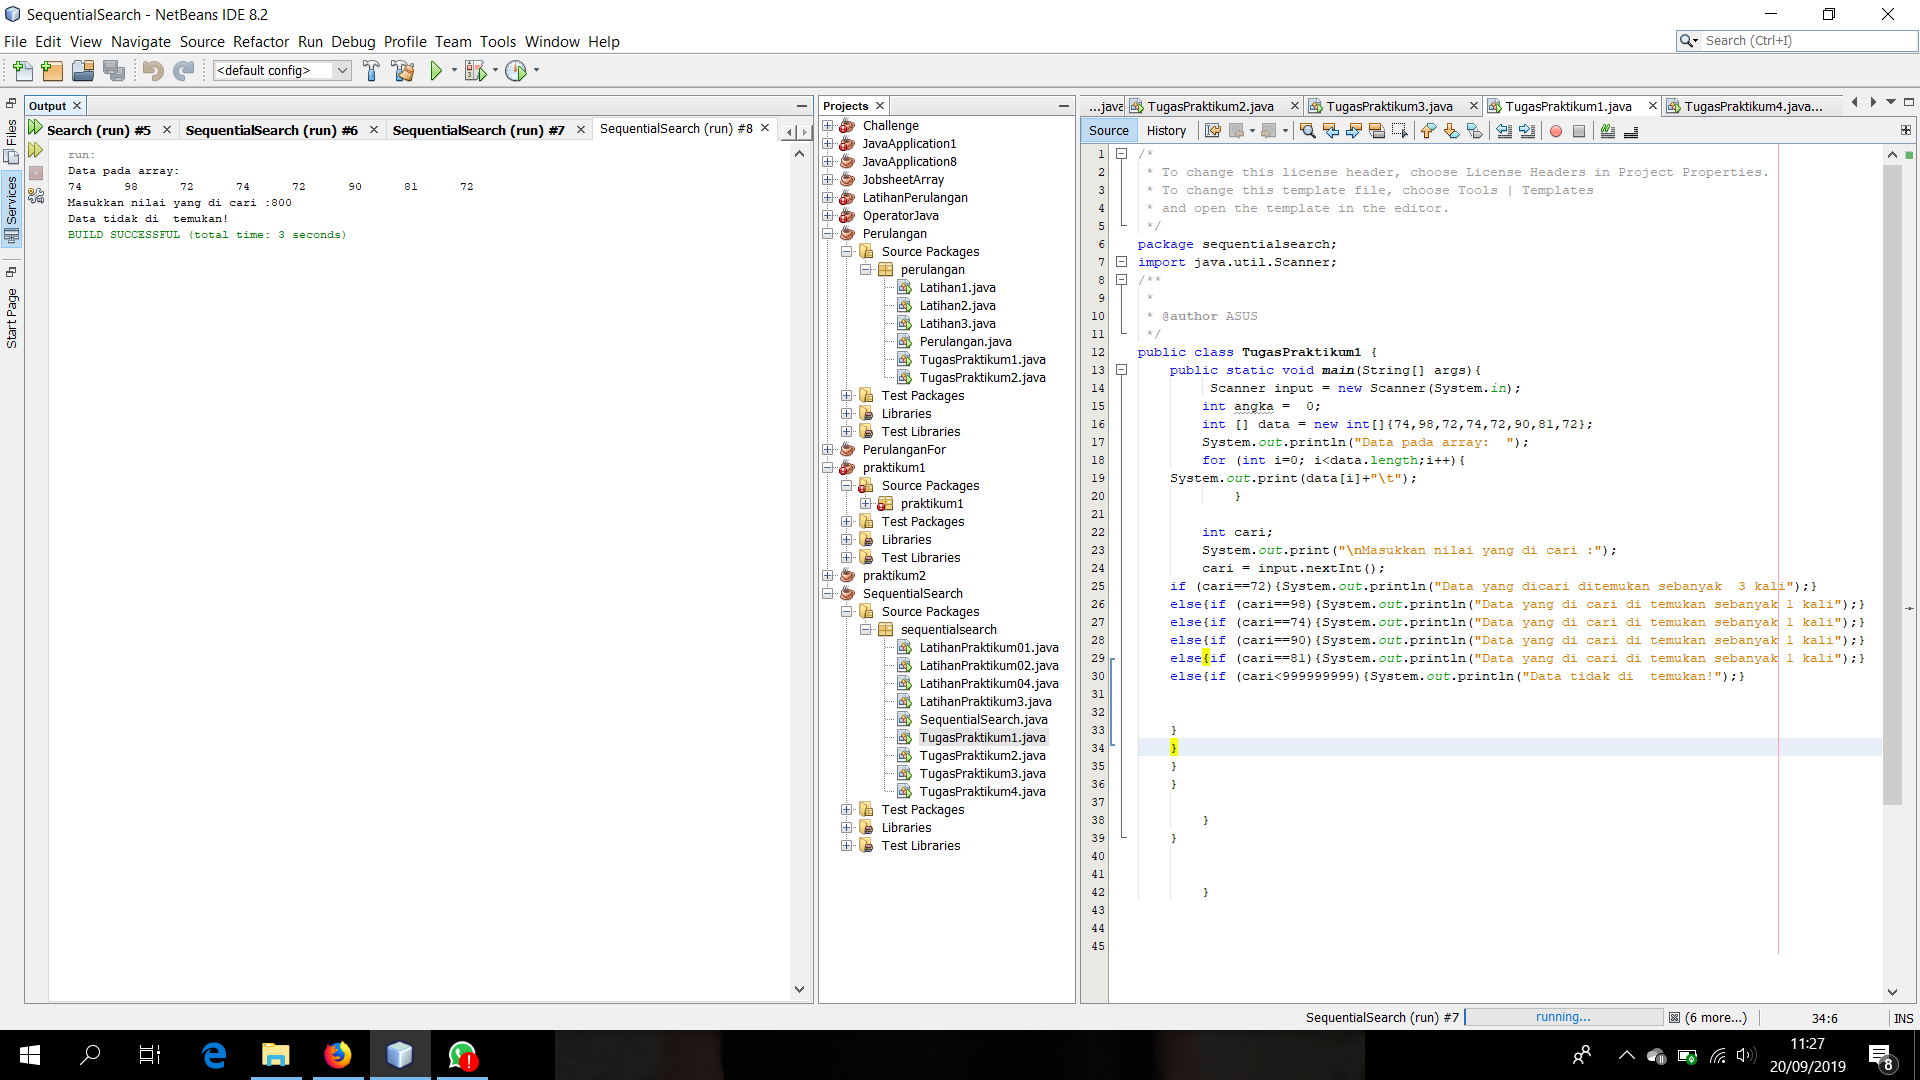 SequentialSearch - NetBeans IDE 8.2
File Edit View Navigate Source Refactor Run Debug Profile Team Tools Window Help
Search (Ctrl+I)
<default config>
Files
Services
Start Page
Output
Search (run) #5
SequentialSearch (run) #6
SequentialSearch (run) #7
SequentialSearch (run) #8
run:
Data pada array:
74 98 72 74 72 90 81 72
Masukkan nilai yang di cari :800
Data tidak di  temukan!
BUILD SUCCESSFUL (total time: 3 seconds)
Projects
Challenge
JavaApplication1
JavaApplication8
JobsheetArray
LatihanPerulangan
OperatorJava
Perulangan
Source Packages
perulangan
Latihan1.java
Latihan2.java
Latihan3.java
Perulangan.java
TugasPraktikum1.java
TugasPraktikum2.java
Test Packages
Libraries
Test Libraries
PerulanganFor
praktikum1
Source Packages
praktikum1
Test Packages
Libraries
Test Libraries
praktikum2
SequentialSearch
Source Packages
sequentialsearch
LatihanPraktikum01.java
LatihanPraktikum02.java
LatihanPraktikum04.java
LatihanPraktikum3.java
SequentialSearch.java
TugasPraktikum1.java
TugasPraktikum2.java
TugasPraktikum3.java
TugasPraktikum4.java
Test Packages
Libraries
Test Libraries
...java
TugasPraktikum2.java
TugasPraktikum3.java
TugasPraktikum1.java
TugasPraktikum4.java...
Source History
1 /*
2 * To change this license header, choose License Headers in Project Properties.
3 * To change this template file, choose Tools | Templates
4 * and open the template in the editor.
5 */
6 package sequentialsearch;
7 import java.util.Scanner;
8 /**
9 *
10 * @author ASUS
11 */
12 public class TugasPraktikum1 {
13 public static void main(String[] args){
14 Scanner input = new Scanner(System.in);
15 int angka =  0;
16 int [] data = new int[]{74,98,72,74,72,90,81,72};
17 System.out.println("Data pada array:  ");
18 for (int i=0; i<data.length;i++){
19 System.out.print(data[i]+"\t");
20 }
21
22 int cari;
23 System.out.print("\nMasukkan nilai yang di cari :");
24 cari = input.nextInt();
25 if (cari==72){System.out.println("Data yang dicari ditemukan sebanyak  3 kali");}
26 else{if (cari==98){System.out.println("Data yang di cari di temukan sebanyak 1 kali");}
27 else{if (cari==74){System.out.println("Data yang di cari di temukan sebanyak 1 kali");}
28 else{if (cari==90){System.out.println("Data yang di cari di temukan sebanyak 1 kali");}
29 else{if (cari==81){System.out.println("Data yang di cari di temukan sebanyak 1 kali");}
30 else{if (cari<999999999){System.out.println("Data tidak di  temukan!");}
31
32
33 }
34 }
35 }
36 }
37
38 }
39 }
40
41
42 }
43
44
45
SequentialSearch (run) #7
running...
(6 more...)
34:6
INS
11:27
20/09/2019
8